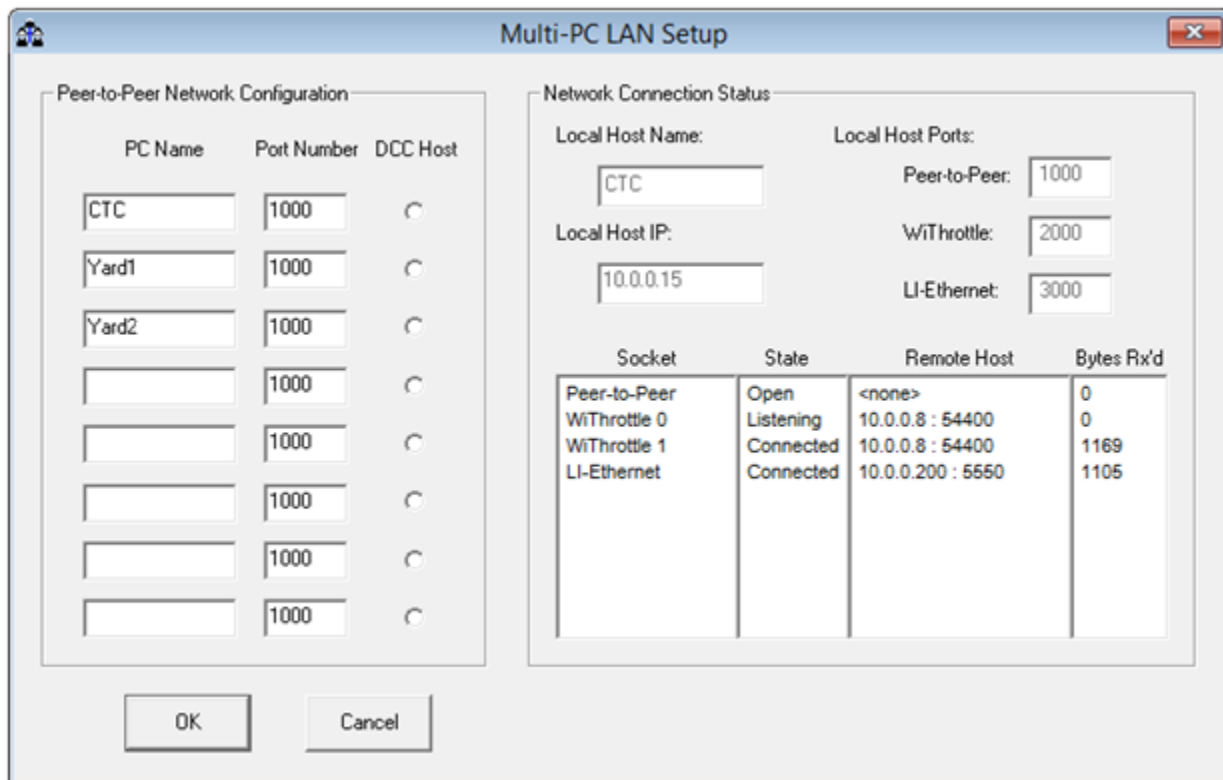 Multi-PC LAN Setup
Peer-to-Peer Network Configuration
PC Name Port Number DCC Host
CTC 1000
Yard1 1000
Yard2 1000
1000
1000
1000
1000
1000
OK Cancel
Network Connection Status
Local Host Name: Local Host Ports:
CTC Peer-to-Peer: 1000
Local Host IP: WiThrottle: 2000
10.0.0.15 LI-Ethernet: 3000
Socket State Remote Host Bytes Rx'd
Peer-to-Peer Open <none> 0
WiThrottle 0 Listening 10.0.0.8 : 54400 0
WiThrottle 1 Connected 10.0.0.8 : 54400 1169
LI-Ethernet Connected 10.0.0.200 : 5550 1105